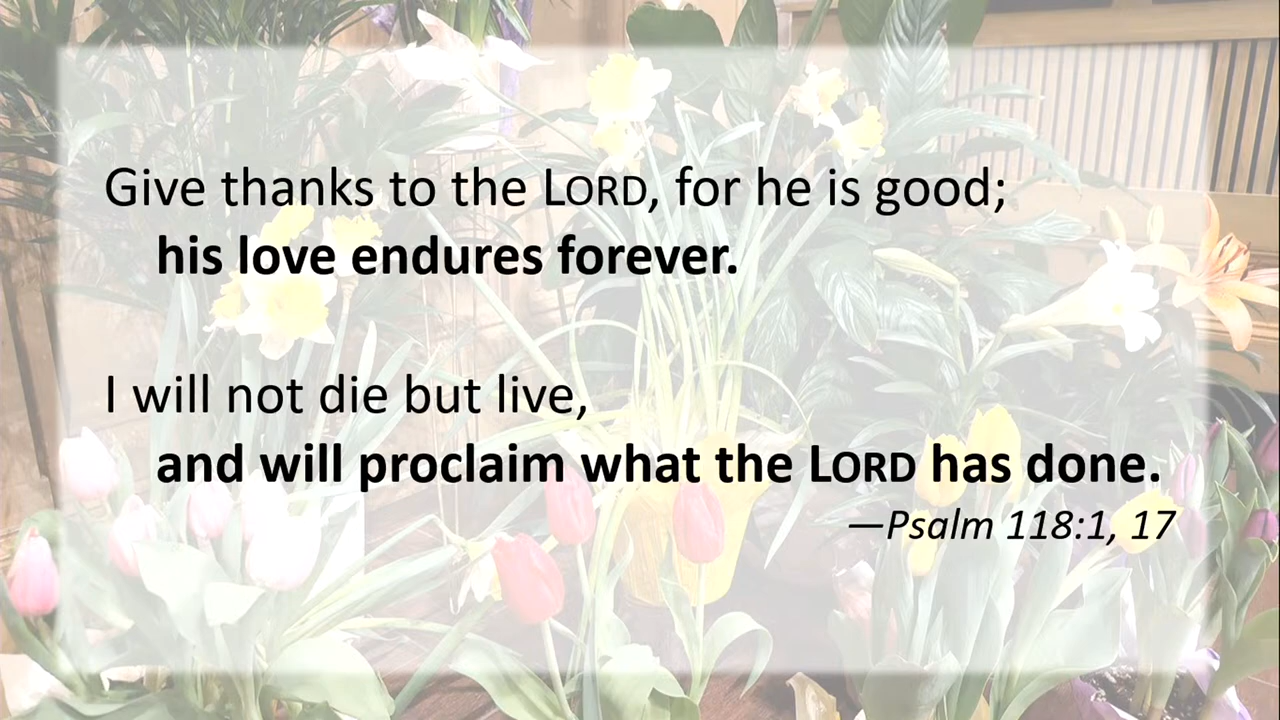 Give thanks to the LORD, for he is good;
his love endures forever.
I will not die but live,
and will proclaim what the LORD has done.
—Psalm 118:1, 17